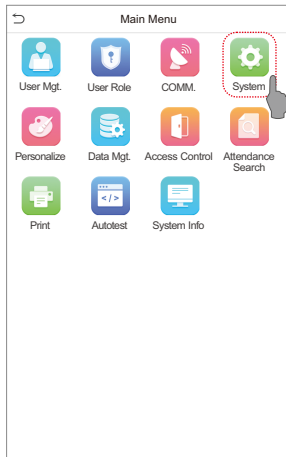 Main Menu
User Mgt.
User Role
COMM.
System
Personalize
Data Mgt.
Access Control
Attendance
Search
Print
</>
Autotest
System Info